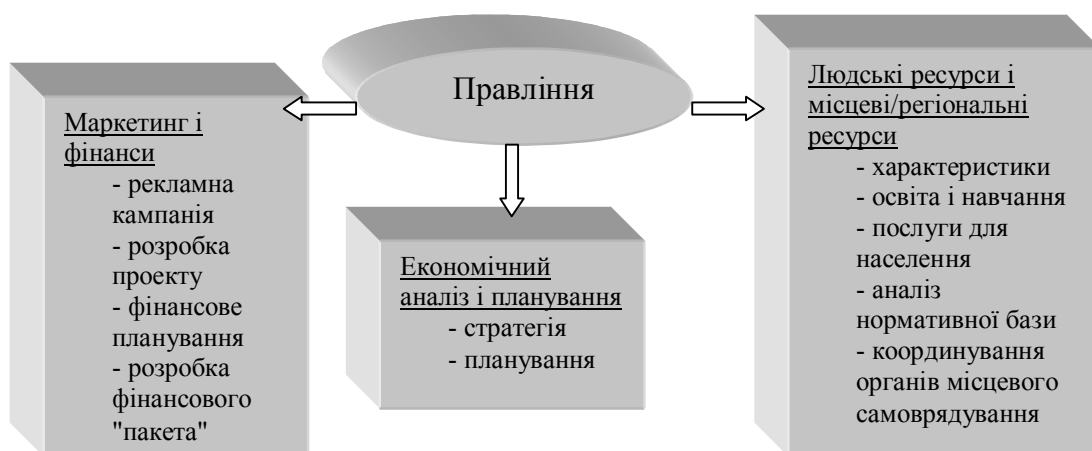 Правління
Маркетинг і
фінанси
- рекламна
кампанія
- розробка
проекту
- фінансове
планування
- розробка
фінансового
"пакета"
Економічний
аналіз і планування
- стратегія
- планування
Людські ресурси і
місцеві/регіональні
ресурси
- характеристики
- освіта і навчання
- послуги для
населення
- аналіз
нормативної бази
- координування
органів місцевого
самоврядування